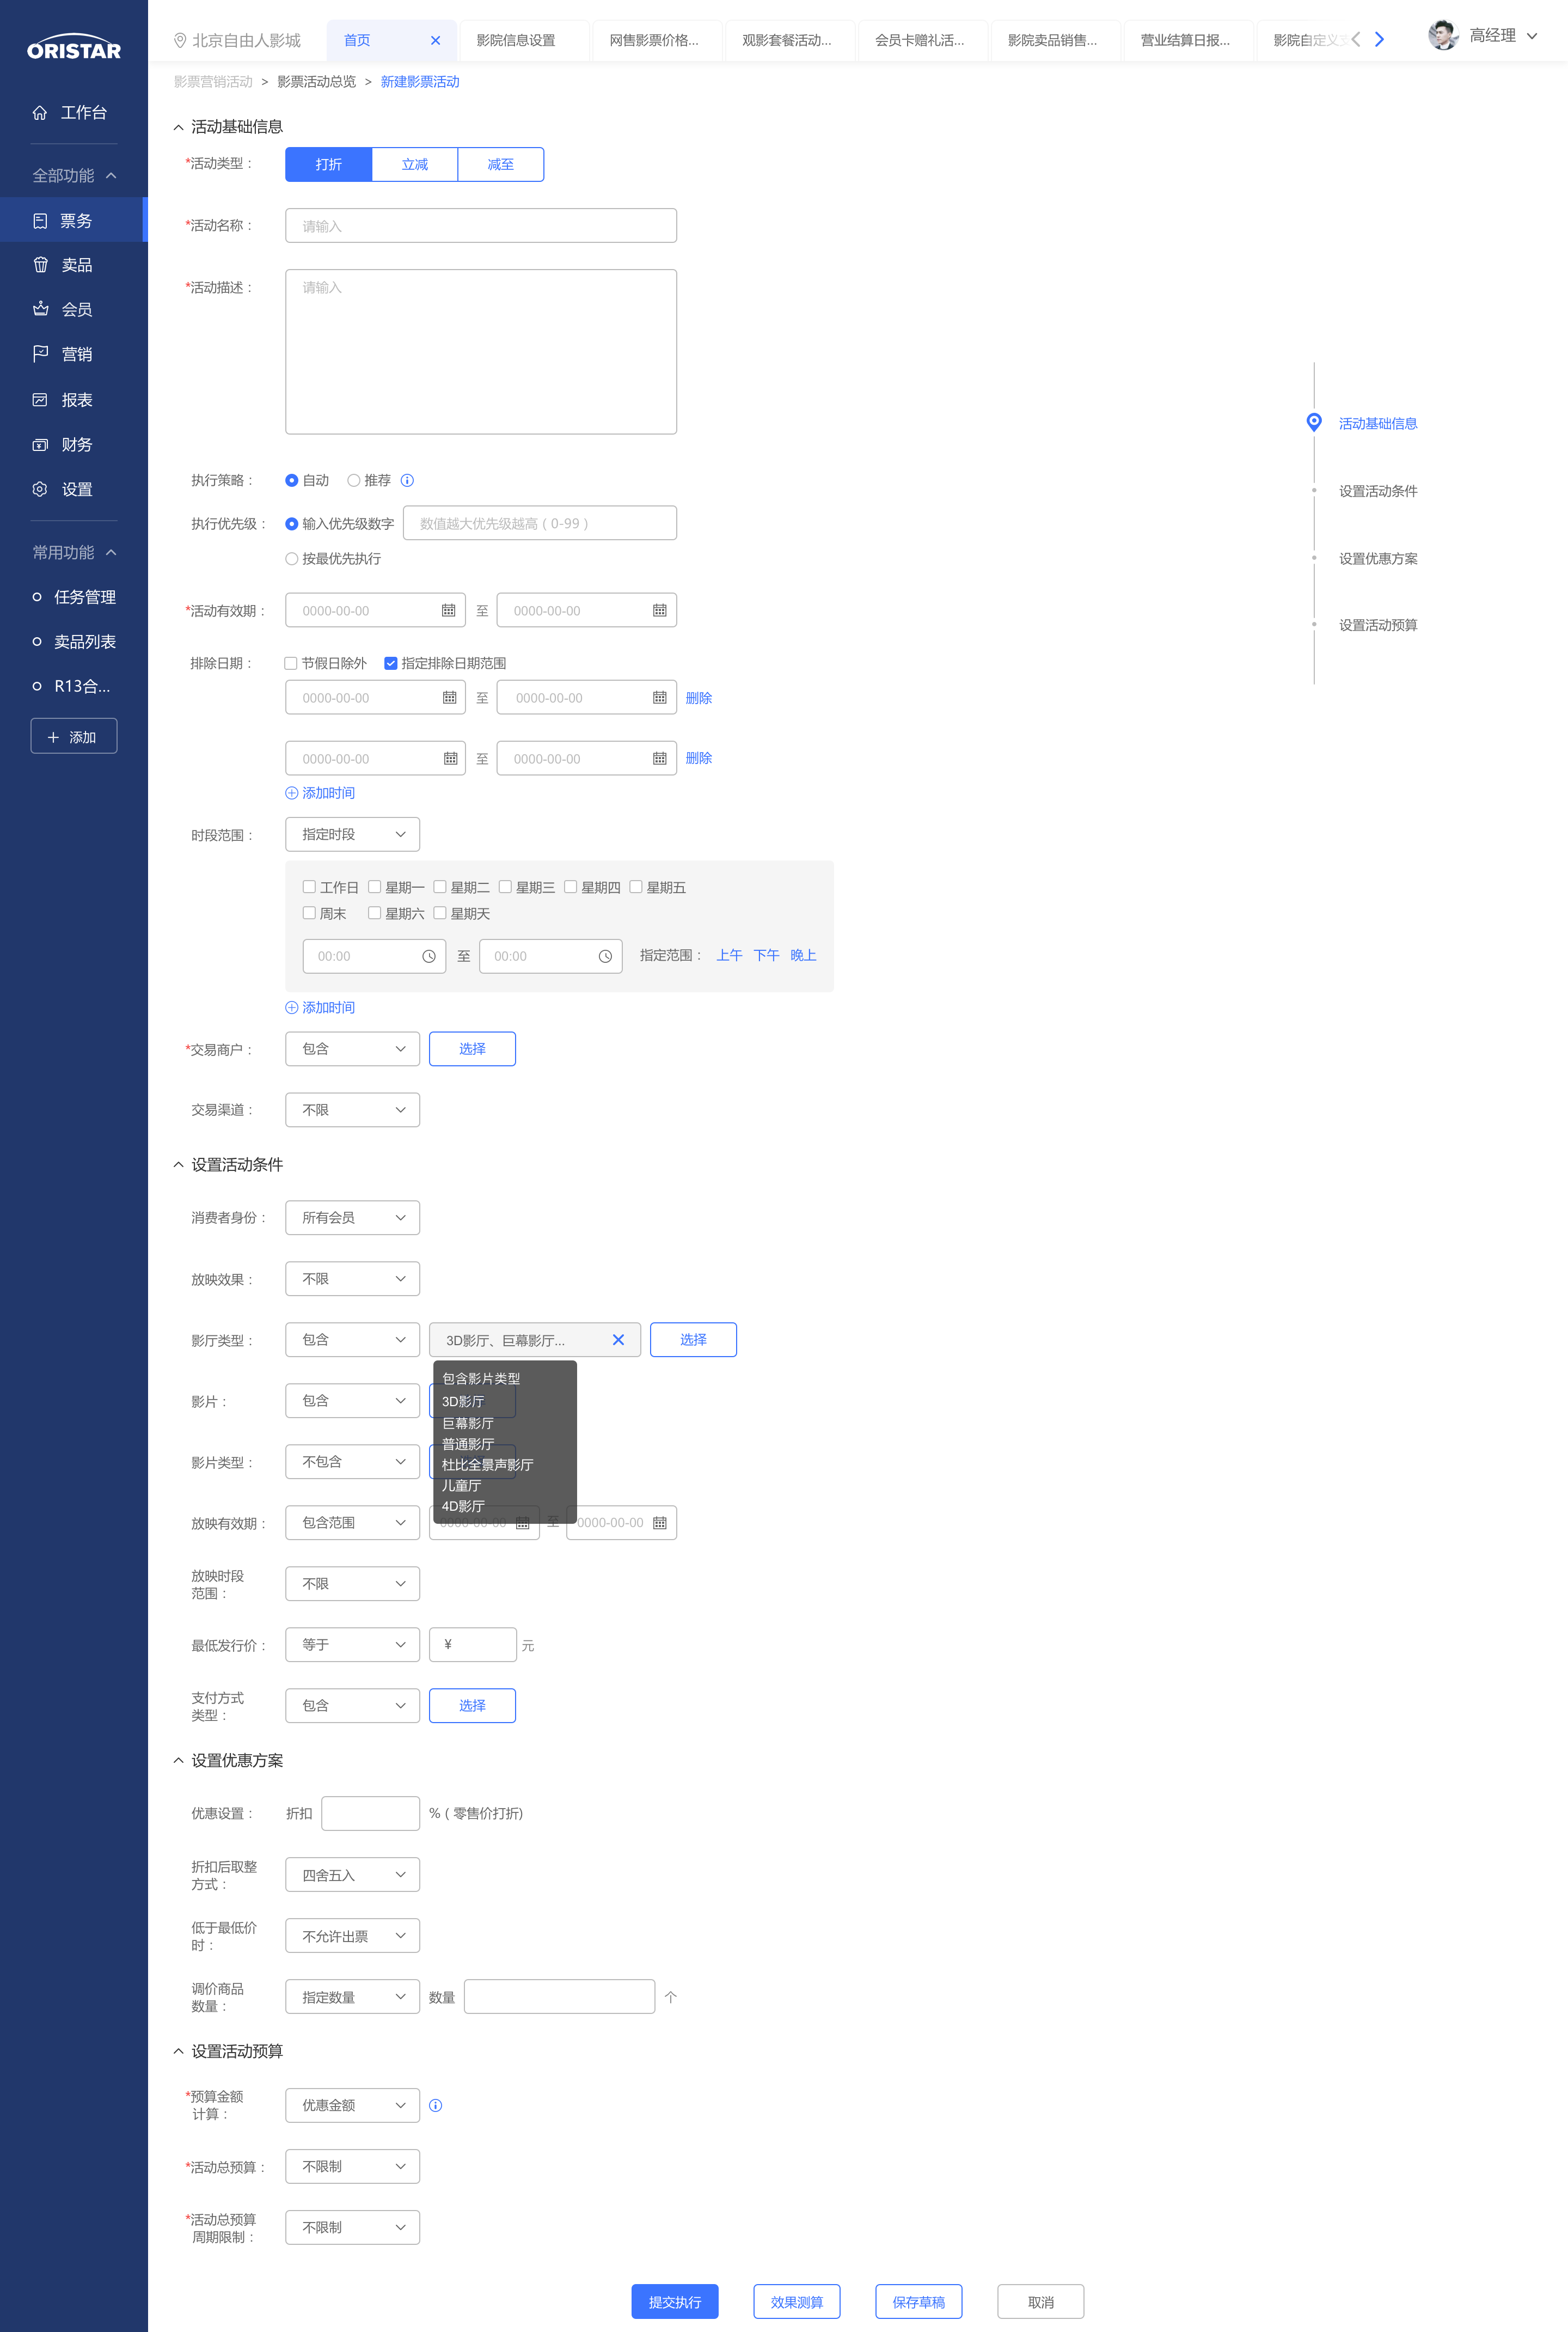 ORISTAR
工作台
全部功能
票务
卖品
会员
营销
报表
财务
设置
常用功能
任务管理
卖品列表
R13合...
添加
北京自由人影城
首页
影院信息设置
网售影票价格...
观影套餐活动...
会员卡赠礼活...
影院卖品销售...
营业结算日报...
影院自定义
高经理
影票营销活动 > 影票活动总览 > 新建影票活动
活动基础信息
*活动类型： 打折 立减 减至
*活动名称： 请输入
*活动描述： 请输入
执行策略： 自动 推荐
执行优先级： 输入优先级数字 数值越大优先级越高（0-99）
按最优先执行
*活动有效期： 0000-00-00 至 0000-00-00
排除日期： 节假日除外 指定排除日期范围
0000-00-00 至 0000-00-00 删除
0000-00-00 至 0000-00-00 删除
添加时间
时段范围： 指定时段
工作日 星期一 星期二 星期三 星期四 星期五
周末 星期六 星期天
00:00 至 00:00 指定范围： 上午 下午 晚上
添加时间
*交易商户： 包含 选择
交易渠道： 不限
设置活动条件
消费者身份： 所有会员
放映效果： 不限
影厅类型： 包含 3D影厅、巨幕影厅... 选择
包含影片类型
3D影厅
巨幕影厅
普通影厅
杜比全景声影厅
儿童厅
4D影厅
影片： 包含
影片类型： 不包含
放映有效期： 包含范围 0000-00-00 至 0000-00-00
放映时段
范围： 不限
最低发行价： 等于 ¥ 元
支付方式
类型： 包含 选择
设置优惠方案
优惠设置： 折扣 %（零售价打折)
折扣后取整
方式： 四舍五入
低于最低价
时： 不允许出票
调价商品
数量： 指定数量 数量 个
设置活动预算
*预算金额
计算： 优惠金额
*活动总预算： 不限制
*活动总预算
周期限制： 不限制
提交执行 效果测算 保存草稿 取消
活动基础信息
设置活动条件
设置优惠方案
设置活动预算